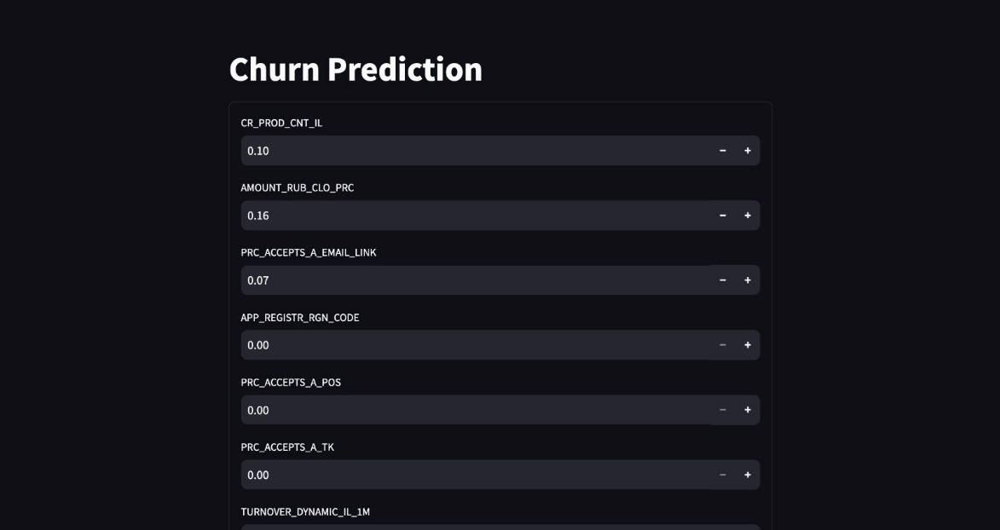 Churn Prediction
CR_PROD_CNT_IL
0.10
AMOUNT_RUB_CLO_PRC
0.16
PRC_ACCEPTS_A_EMAIL_LINK
0.07
APP_REGISTR_RGN_CODE
0.00
PRC_ACCEPTS_A_POS
0.00
PRC_ACCEPTS_A_TK
0.00
TURNOVER_DYNAMIC_IL_1M